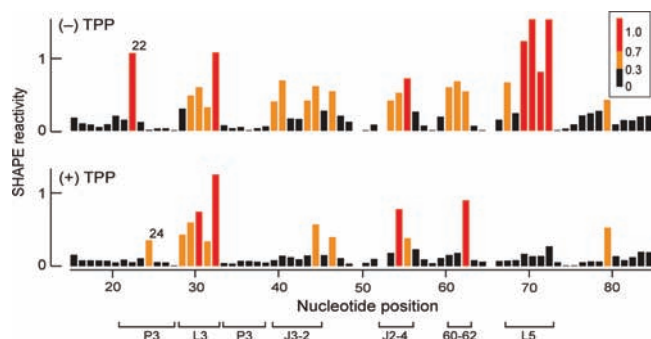 (–) TPP
22
1.0
0.7
0.3
0
1
0
SHAPE reactivity
(+) TPP
24
1
0
20 30 40 50 60 70 80
Nucleotide position
P3 L3 P3 J3-2 J2-4 60-62 L5